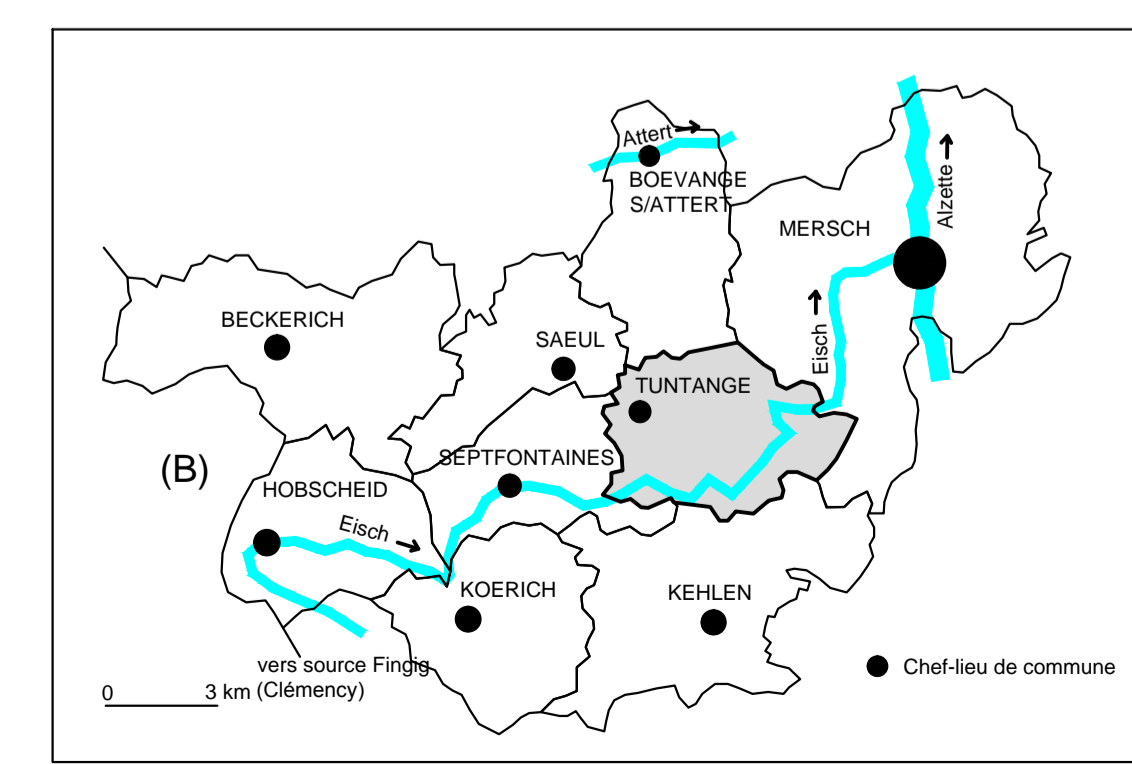 Attert
BOEVANGE
S/ATTERT
Alzette
MERSCH
BECKERICH
SAEUL
Eisch
TUNTANGE
(B)
SEPTFONTAINES
HOBSCHEID
Eisch
KOERICH
KEHLEN
vers source Fingig
(Clémency)
0 3 km
Chef-lieu de commune